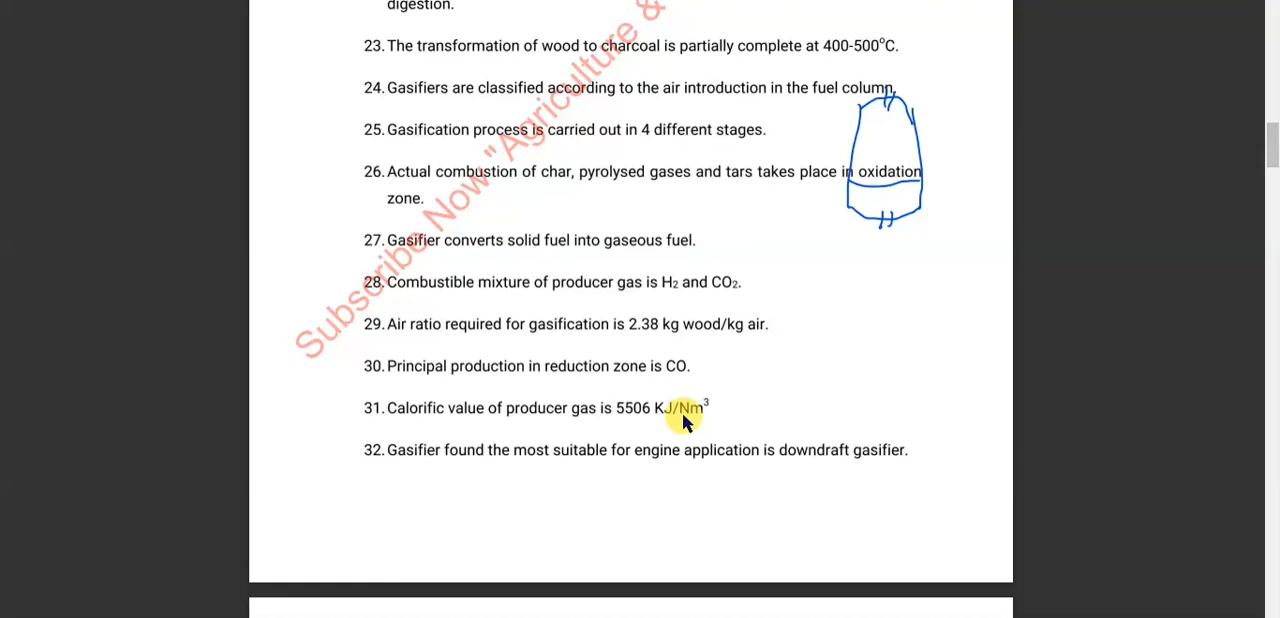 digestion.
23. The transformation of wood to charcoal is partially complete at 400-500°C.
24. Gasifiers are classified according to the air introduction in the fuel column,
25. Gasification process is carried out in 4 different stages.
26. Actual combustion of char, pyrolysed gases and tars takes place in oxidation
zone.
27. Gasifier converts solid fuel into gaseous fuel.
28. Combustible mixture of producer gas is H₂ and CO₂.
29. Air ratio required for gasification is 2.38 kg wood/kg air.
30. Principal production in reduction zone is CO.
31. Calorific value of producer gas is 5506 KJ/Nm³
32. Gasifier found the most suitable for engine application is downdraft gasifier.
Subscribe Now "Agriculture &